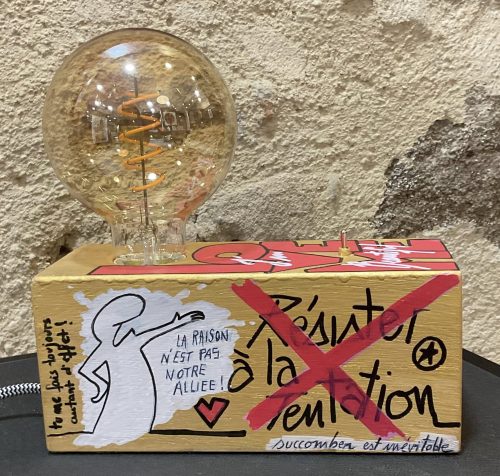 tu me fais toujours
autant d'effet!
LA RAISON
N'EST PAS
NOTRE
ALLIEE!
Résister
à la
Tentation
succomber est inévitable